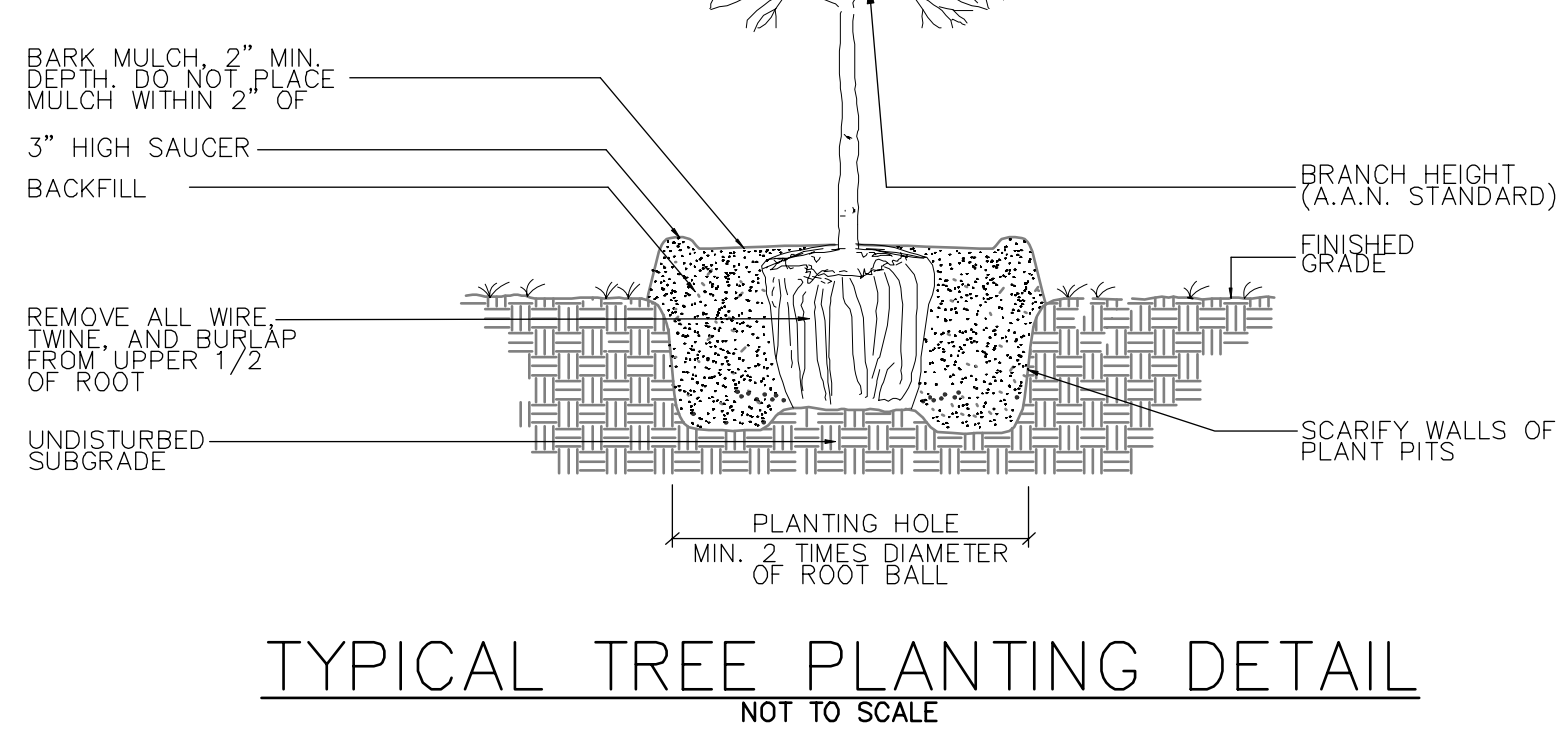 BARK MULCH, 2" MIN.
DEPTH. DO NOT PLACE
MULCH WITHIN 2" OF
3" HIGH SAUCER
BACKFILL
REMOVE ALL WIRE,
TWINE, AND BURLAP
FROM UPPER 1/2
OF ROOT
UNDISTURBED
SUBGRADE
BRANCH HEIGHT
(A.A.N. STANDARD)
FINISHED
GRADE
SCARIFY WALLS OF
PLANT PITS
PLANTING HOLE
MIN. 2 TIMES DIAMETER
OF ROOT BALL
TYPICAL TREE PLANTING DETAIL
NOT TO SCALE